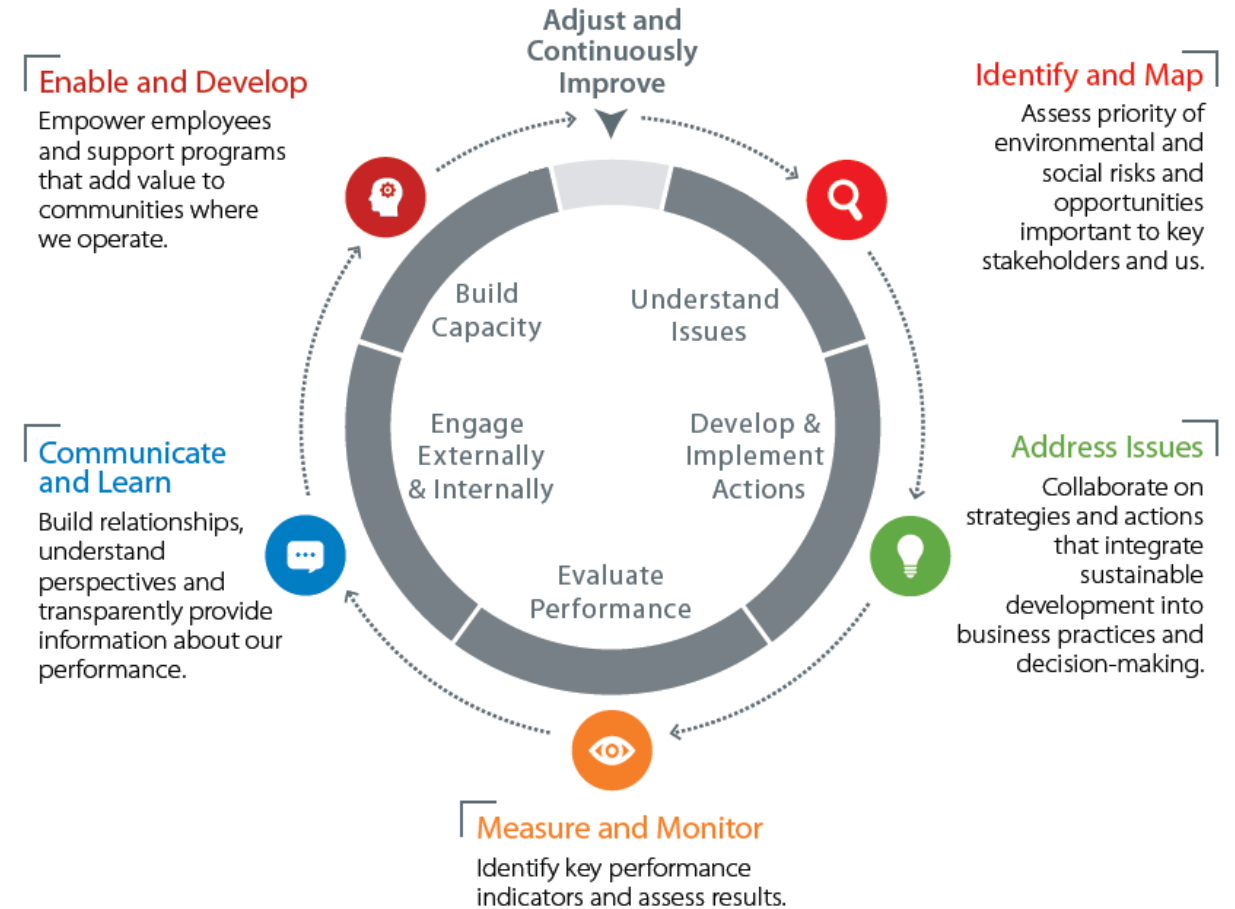 Adjust and
Continuously
Improve
Enable and Develop
Empower employees
and support programs
that add value to
communities where
we operate.
Identify and Map
Assess priority of
environmental and
social risks and
opportunities
important to key
stakeholders and us.
Build
Capacity
Understand
Issues
Engage
Externally
& Internally
Develop &
Implement
Actions
Evaluate
Performance
Communicate
and Learn
Build relationships,
understand
perspectives and
transparently provide
information about our
performance.
Address Issues
Collaborate on
strategies and actions
that integrate
sustainable
development into
business practices and
decision-making.
Measure and Monitor
Identify key performance
indicators and assess results.